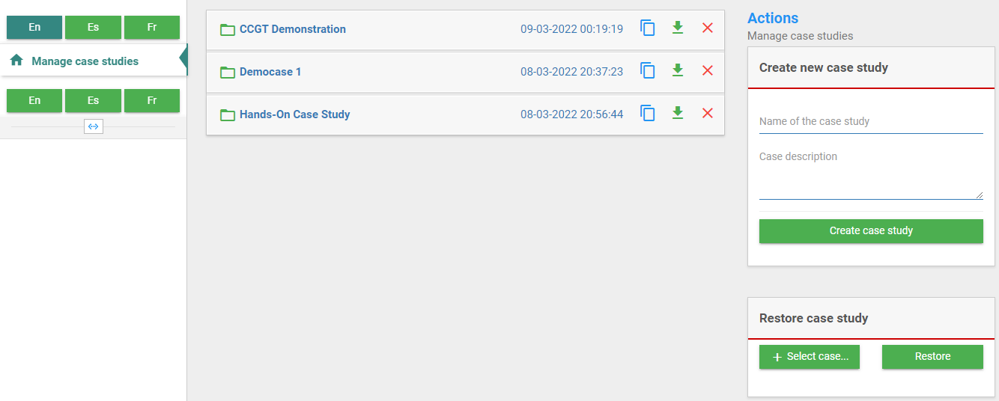 En Es Fr
Manage case studies
En Es Fr
CCGT Demonstration 09-03-2022 00:19:19
Democase 1 08-03-2022 20:37:23
Hands-On Case Study 08-03-2022 20:56:44
Actions
Manage case studies
Create new case study
Name of the case study
Case description
Create case study
Restore case study
+ Select case... Restore